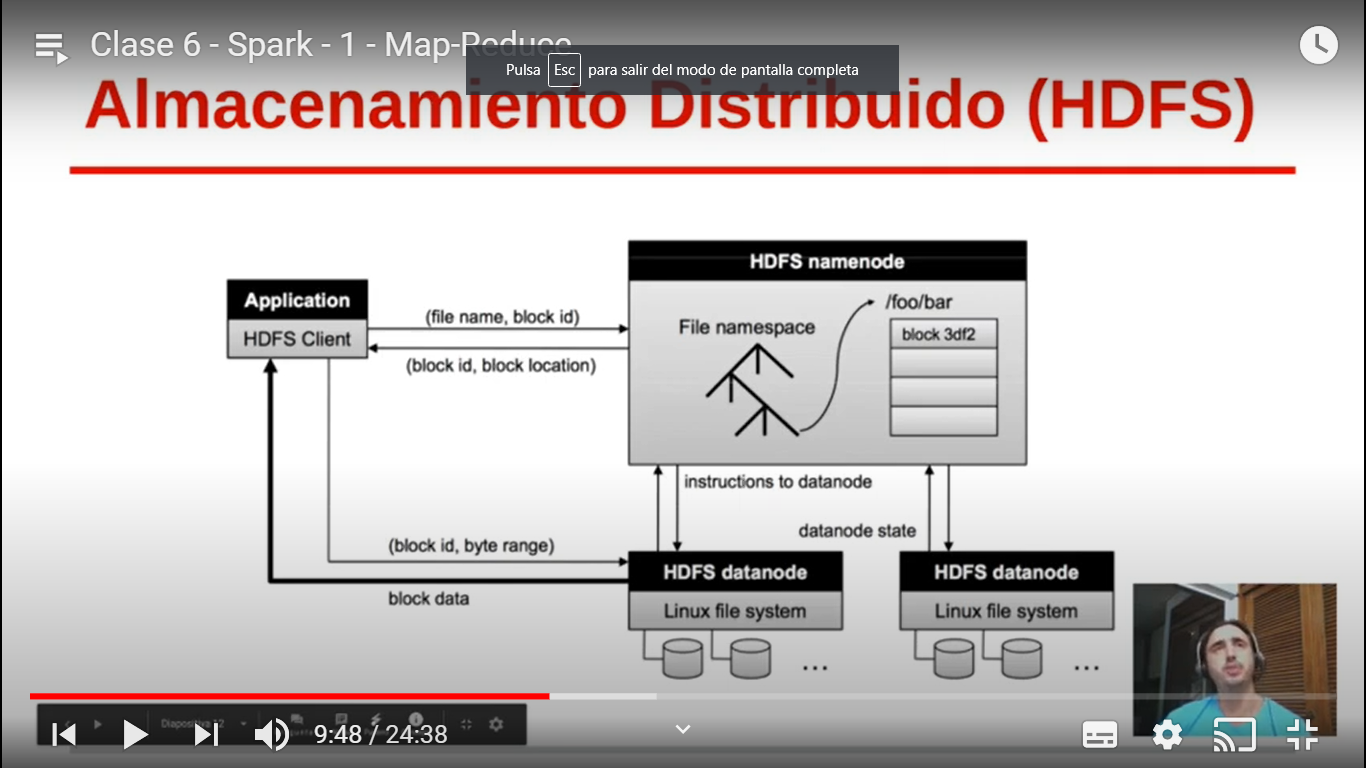 Clase 6 - Spark - 1 - Map-Reduce
Pulsa Esc para salir del modo de pantalla completa
Almacenamiento Distribuido (HDFS)
HDFS namenode
Application
HDFS Client
(file name, block id)
(block id, block location)
File namespace
/foo/bar
block 3df2
instructions to datanode
datanode state
(block id, byte range)
block data
HDFS datanode
Linux file system
...
HDFS datanode
Linux file system
...
9:48 / 24:38